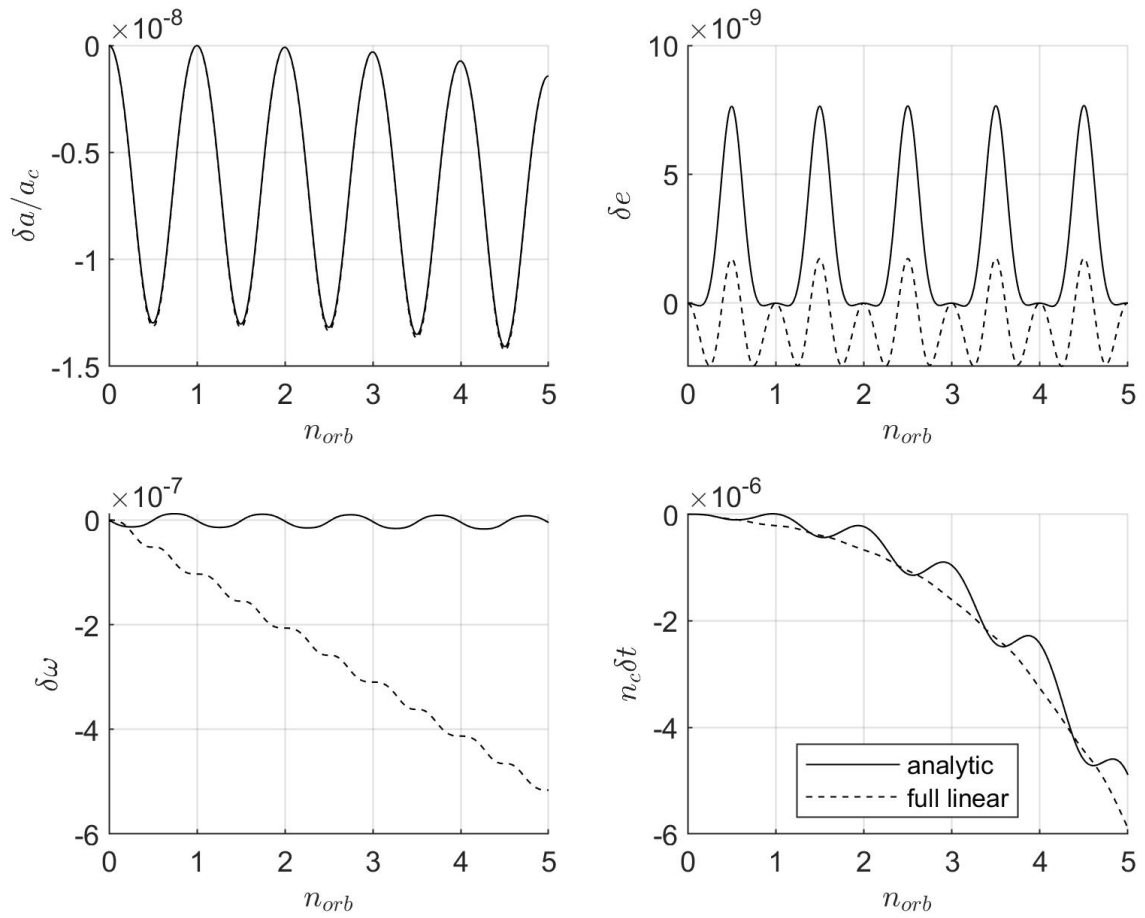 ×10⁻⁸
0
-0.5
-1
-1.5
δa/a_c
0 1 2 3 4 5
n_orb
×10⁻⁹
10
5
0
δe
0 1 2 3 4 5
n_orb
×10⁻⁷
0
-2
-4
-6
δω
0 1 2 3 4 5
n_orb
×10⁻⁶
0
-2
-4
-6
n_cδt
analytic
full linear
0 1 2 3 4 5
n_orb